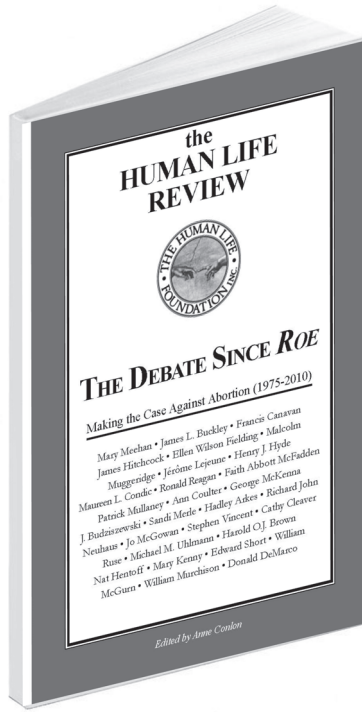 the
HUMAN LIFE
REVIEW
THE HUMAN LIFE FOUNDATION INC.
THE DEBATE SINCE ROE
Making the Case Against Abortion (1975-2010)
Mary Meehan • James L. Buckley • Francis Canavan
James Hitchcock • Ellen Wilson Fielding • Malcolm
Muggeridge • Jérôme Lejeune • Henry J. Hyde
Maureen L. Condic • Ronald Reagan • Faith Abbott McFadden
Patrick Mullaney • Ann Coulter • George McKenna
J. Budziszewski • Sandi Merle • Hadley Arkes • Richard John
Neuhaus • Jo McGowan • Stephen Vincent • Cathy Cleaver
Ruse • Michael M. Uhlmann • Harold O.J. Brown
Nat Hentoff • Mary Kenny • Edward Short • William
McGurn • William Murchison • Donald DeMarco
Edited by Anne Conlon